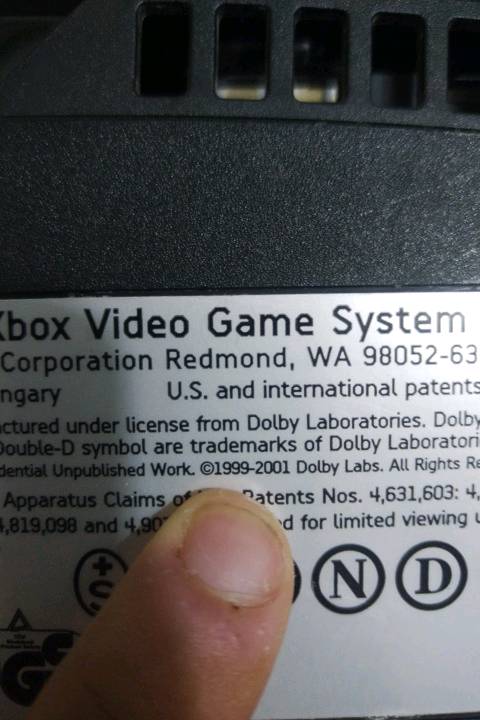 Xbox Video Game System
Corporation Redmond, WA 98052-63
ngary U.S. and international patents
ctured under license from Dolby Laboratories. Dolby
Double-D symbol are trademarks of Dolby Laboratori
dential Unpublished Work. ©1999-2001 Dolby Labs. All Rights Re
Apparatus Claims of Patents Nos. 4,631,603: 4,
4,819,098 and 4,90 d for limited viewing u
S N D
GS